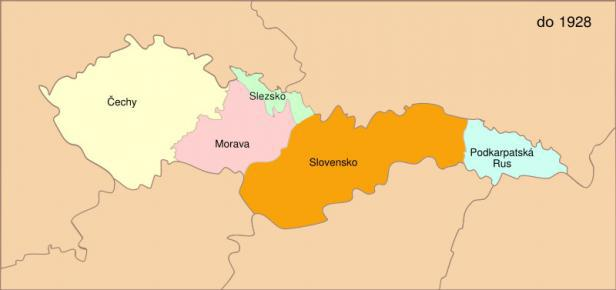 do 1928
Čechy
Slezsko
Morava
Slovensko
Podkarpatská
Rus